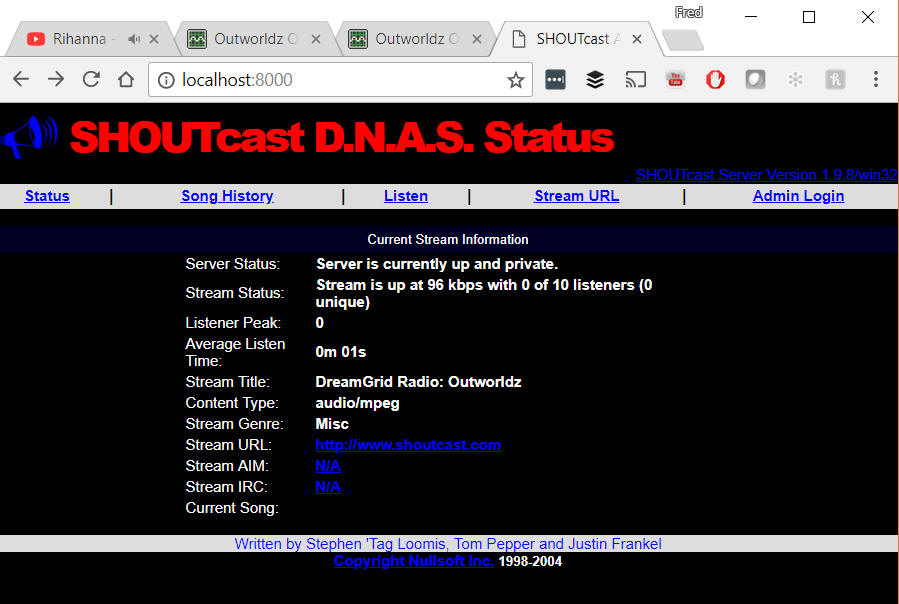 Fred
Rihanna -
Outworldz O
Outworldz O
SHOUTcast A
localhost:8000
SHOUTcast D.N.A.S. Status
SHOUTcast Server Version 1.9.8/win32
Status | Song History | Listen | Stream URL | Admin Login
Current Stream Information
Server Status: Server is currently up and private.
Stream Status: Stream is up at 96 kbps with 0 of 10 listeners (0
unique)
Listener Peak: 0
Average Listen
Time: 0m 01s
Stream Title: DreamGrid Radio: Outworldz
Content Type: audio/mpeg
Stream Genre: Misc
Stream URL: http://www.shoutcast.com
Stream AIM: N/A
Stream IRC: N/A
Current Song:
Written by Stephen 'Tag Loomis, Tom Pepper and Justin Frankel
Copyright Nullsoft Inc. 1998-2004